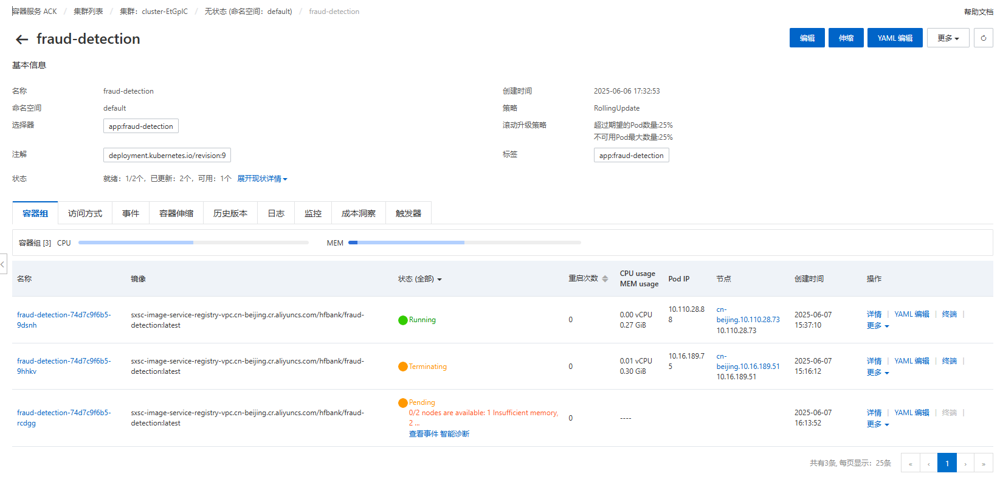 容器服务 ACK / 集群列表 / 集群：cluster-EtGpIC / 无状态 (命名空间：default) / fraud-detection
帮助文档
← fraud-detection
编辑 伸缩 YAML 编辑 更多
基本信息
名称 fraud-detection 创建时间 2025-06-06 17:32:53
命名空间 default 策略 RollingUpdate
选择器 app:fraud-detection 滚动升级策略 超过期望的Pod数量:25%
不可用Pod最大数量:25%
注解 deployment.kubernetes.io/revision:9 标签 app:fraud-detection
状态 就绪：1/2个，已更新：2个，可用：1个 展开现状详情
容器组 访问方式 事件 容器伸缩 历史版本 日志 监控 成本洞察 触发器
容器组 [3] CPU MEM
名称 镜像 状态 (全部) 重启次数 CPU usage
MEM usage Pod IP 节点 创建时间 操作
fraud-detection-74d7c9f6b5-
9dsnh
sxsc-image-service-registry-vpc.cn-beijing.cr.aliyuncs.com/hfbank/fraud-
detection:latest
Running
0
0.00 vCPU
0.27 GiB
10.110.28.8
8
cn-
beijing.10.110.28.73
10.110.28.73
2025-06-07
15:37:10
详情 | YAML 编辑 | 终端 |
更多
fraud-detection-74d7c9f6b5-
9hhkv
sxsc-image-service-registry-vpc.cn-beijing.cr.aliyuncs.com/hfbank/fraud-
detection:latest
Terminating
0
0.01 vCPU
0.30 GiB
10.16.189.7
5
cn-
beijing.10.16.189.51
10.16.189.51
2025-06-07
15:16:12
详情 | YAML 编辑 | 终端 |
更多
fraud-detection-74d7c9f6b5-
rcdgg
sxsc-image-service-registry-vpc.cn-beijing.cr.aliyuncs.com/hfbank/fraud-
detection:latest
Pending
0/2 nodes are available: 1 Insufficient memory,
2 ...
查看事件 智能诊断
0
----
2025-06-07
16:13:52
详情 | YAML 编辑 | 终端 |
更多
共有3条, 每页显示：25条 « ‹ 1 › »